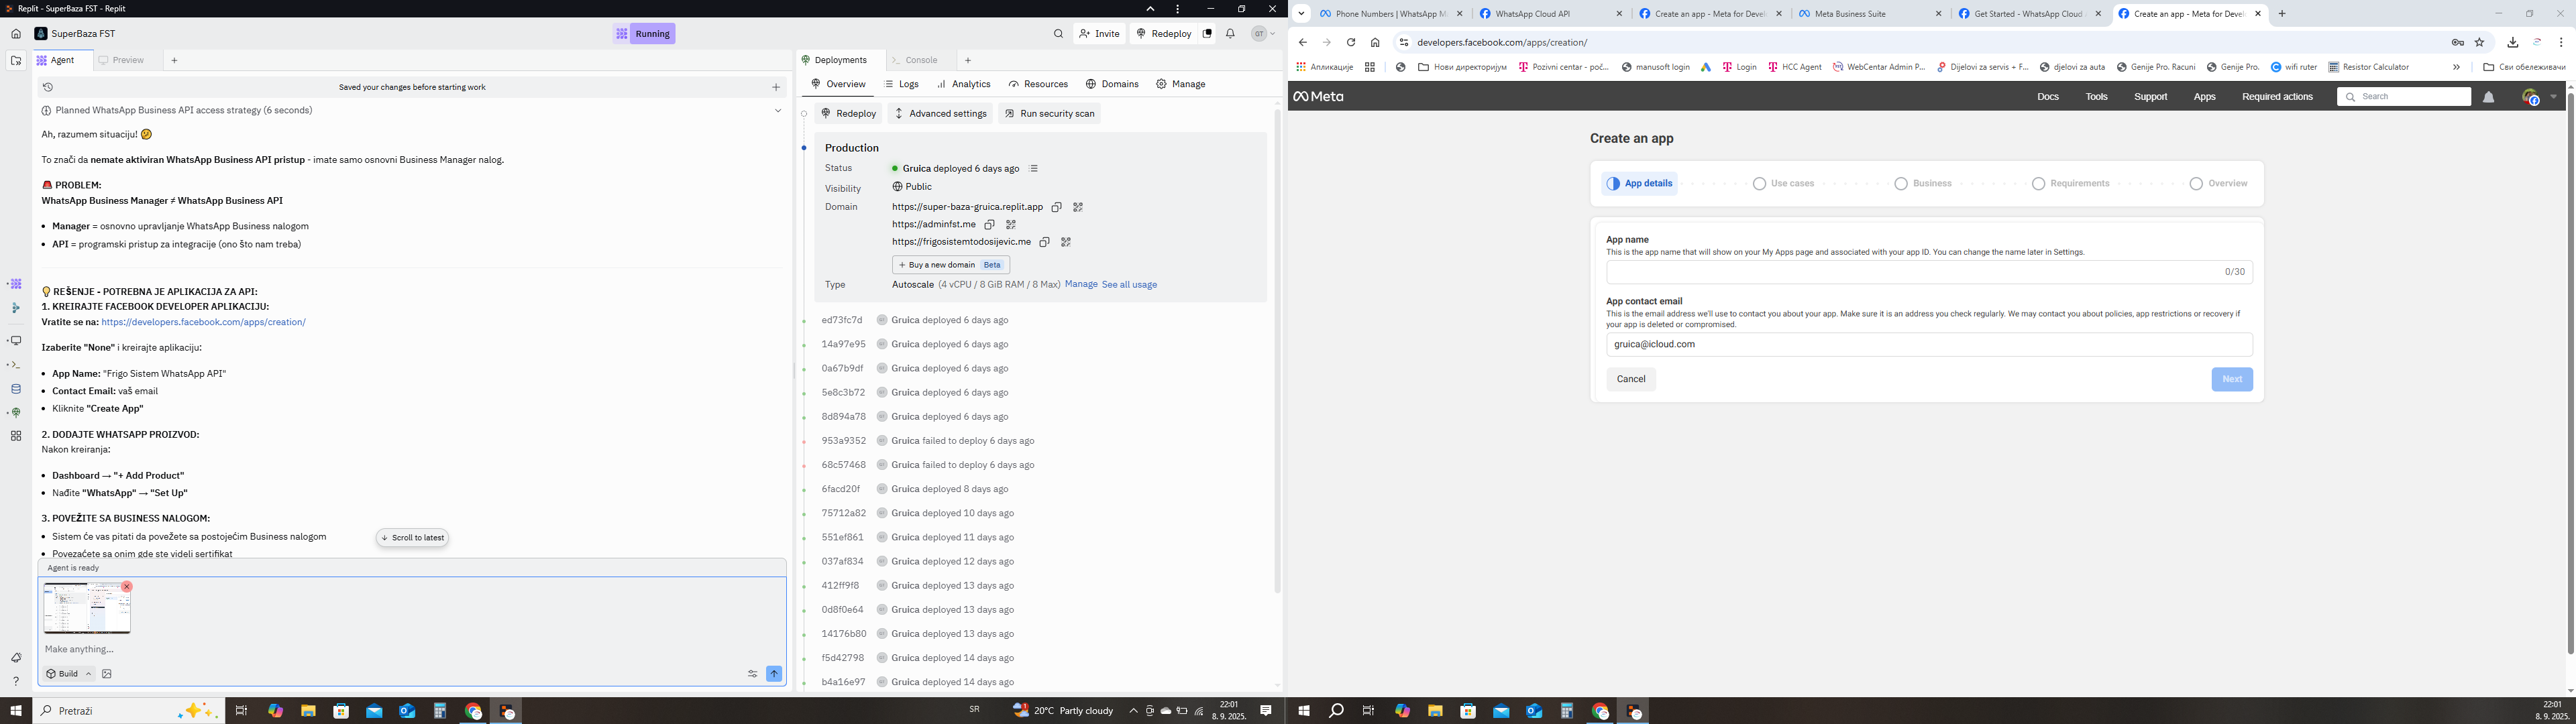 Replit - SuperBaza FST - Replit
SuperBaza FST
Running
Invite
Redeploy
GT
Agent
Preview
Saved your changes before starting work
Planned WhatsApp Business API access strategy (6 seconds)
Ah, razumem situaciju! 🤔
To znači da nemate aktiviran WhatsApp Business API pristup - imate samo osnovni Business Manager nalog.
🚨 PROBLEM:
WhatsApp Business Manager ≠ WhatsApp Business API
• Manager = osnovno upravljanje WhatsApp Business nalogom
• API = programski pristup za integracije (ono što nam treba)
💡 REŠENJE - POTREBNA JE APLIKACIJA ZA API:
1. KREIRAJTE FACEBOOK DEVELOPER APLIKACIJU:
Vratite se na: https://developers.facebook.com/apps/creation/
Izaberite "None" i kreirajte aplikaciju:
• App Name: "Frigo Sistem WhatsApp API"
• Contact Email: vaš email
• Kliknite "Create App"
2. DODAJTE WHATSAPP PROIZVOD:
Nakon kreiranja:
• Dashboard → "+ Add Product"
• Nađite "WhatsApp" → "Set Up"
3. POVEŽITE SA BUSINESS NALOGOM:
• Sistem će vas pitati da povežete sa postojećim Business nalogom
• Povezaćete sa onim gde ste videli sertifikat
Scroll to latest
Agent is ready
Make anything...
Build
Deployments
Console
Overview
Logs
Analytics
Resources
Domains
Manage
Redeploy
Advanced settings
Run security scan
Production
Status
Gruica deployed 6 days ago
Visibility
Public
Domain
https://super-baza-gruica.replit.app
https://adminfst.me
https://frigosistemtodosijevic.me
+ Buy a new domain Beta
Type
Autoscale (4 vCPU / 8 GiB RAM / 8 Max) Manage See all usage
ed73fc7d Gruica deployed 6 days ago
14a97e95 Gruica deployed 6 days ago
0a67b9df Gruica deployed 6 days ago
5e8c3b72 Gruica deployed 6 days ago
8d894a78 Gruica deployed 6 days ago
953a9352 Gruica failed to deploy 6 days ago
68c57468 Gruica failed to deploy 6 days ago
6facd20f Gruica deployed 8 days ago
75712a82 Gruica deployed 10 days ago
551ef861 Gruica deployed 11 days ago
037af834 Gruica deployed 12 days ago
412ff9f8 Gruica deployed 13 days ago
0d8f0e64 Gruica deployed 13 days ago
14176b80 Gruica deployed 13 days ago
f5d42798 Gruica deployed 14 days ago
b4a16e97 Gruica deployed 14 days ago
Pretraži
SR
20°C Partly cloudy
22:01
8. 9. 2025.
Phone Numbers | WhatsApp M
WhatsApp Cloud API
Create an app - Meta for Devel
Meta Business Suite
Get Started - WhatsApp Cloud
Create an app - Meta for Devel
developers.facebook.com/apps/creation/
Апликације
Нови директоријум
Pozivni centar - poč...
manusoft login
Login
HCC Agent
WebCentar Admin P...
Dijelovi za servis + F...
djelovi za auta
Genije Pro. Racuni
Genije Pro.
wifi ruter
Resistor Calculator
Сви обележивачи
Meta
Docs
Tools
Support
Apps
Required actions
Search
Create an app
App details
Use cases
Business
Requirements
Overview
App name
This is the app name that will show on your My Apps page and associated with your app ID. You can change the name later in Settings.
0/30
App contact email
This is the email address we'll use to contact you about your app. Make sure it is an address you check regularly. We may contact you about policies, app restrictions or recovery if
your app is deleted or compromised.
gruica@icloud.com
Cancel
Next
22:01
8. 9. 2025.